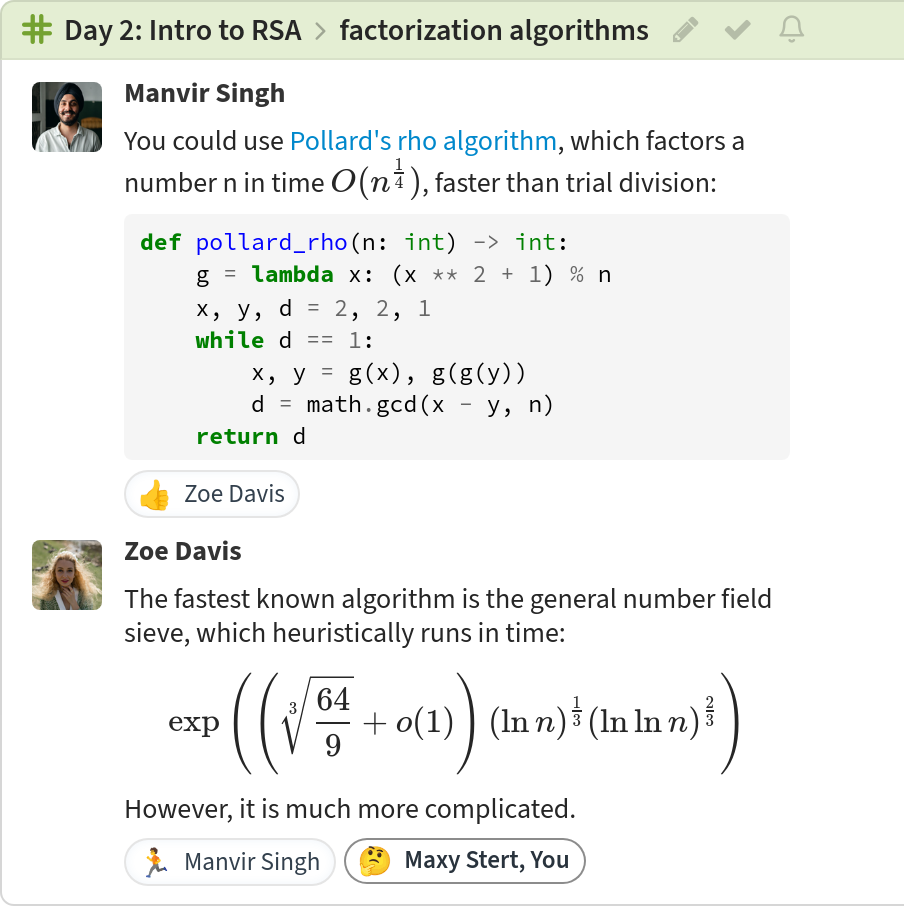 # Day 2: Intro to RSA > factorization algorithms
Manvir Singh
You could use Pollard's rho algorithm, which factors a
number n in time O(n^{\frac{1}{4}}), faster than trial division:
def pollard_rho(n: int) -> int:
    g = lambda x: (x ** 2 + 1) % n
    x, y, d = 2, 2, 1
    while d == 1:
        x, y = g(x), g(g(y))
        d = math.gcd(x - y, n)
    return d
👍 Zoe Davis
Zoe Davis
The fastest known algorithm is the general number field
sieve, which heuristically runs in time:
\exp\left(\left(\sqrt[3]{\frac{64}{9}} + o(1)\right)(\ln n)^{\frac{1}{3}}(\ln \ln n)^{\frac{2}{3}}\right)
However, it is much more complicated.
🏃 Manvir Singh 🤔 Maxy Stert, You